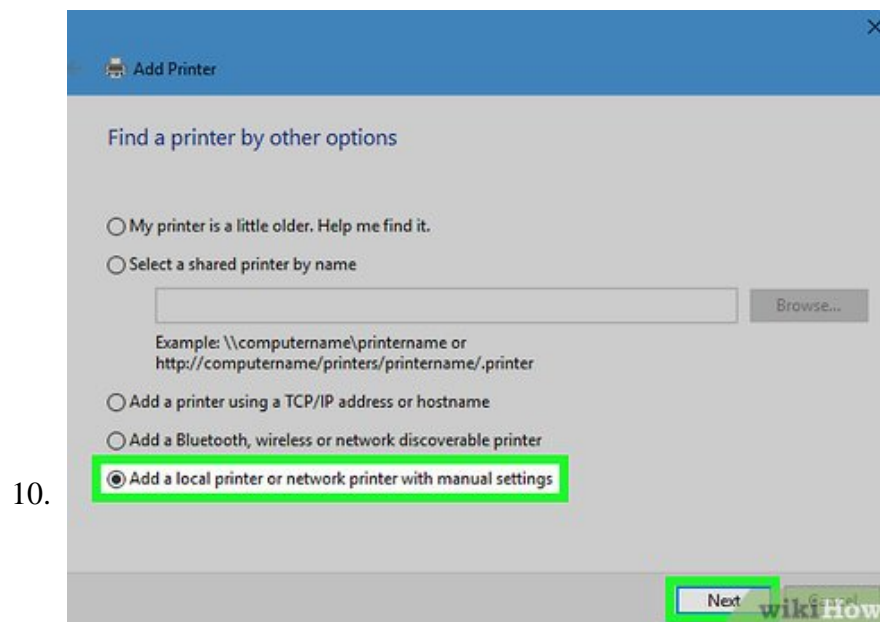 Add Printer
Find a printer by other options
My printer is a little older. Help me find it.
Select a shared printer by name
Browse...
Example: \\computername\printername or
http://computername/printers/printername/.printer
Add a printer using a TCP/IP address or hostname
Add a Bluetooth, wireless or network discoverable printer
Add a local printer or network printer with manual settings
10.
Next
wikiHow